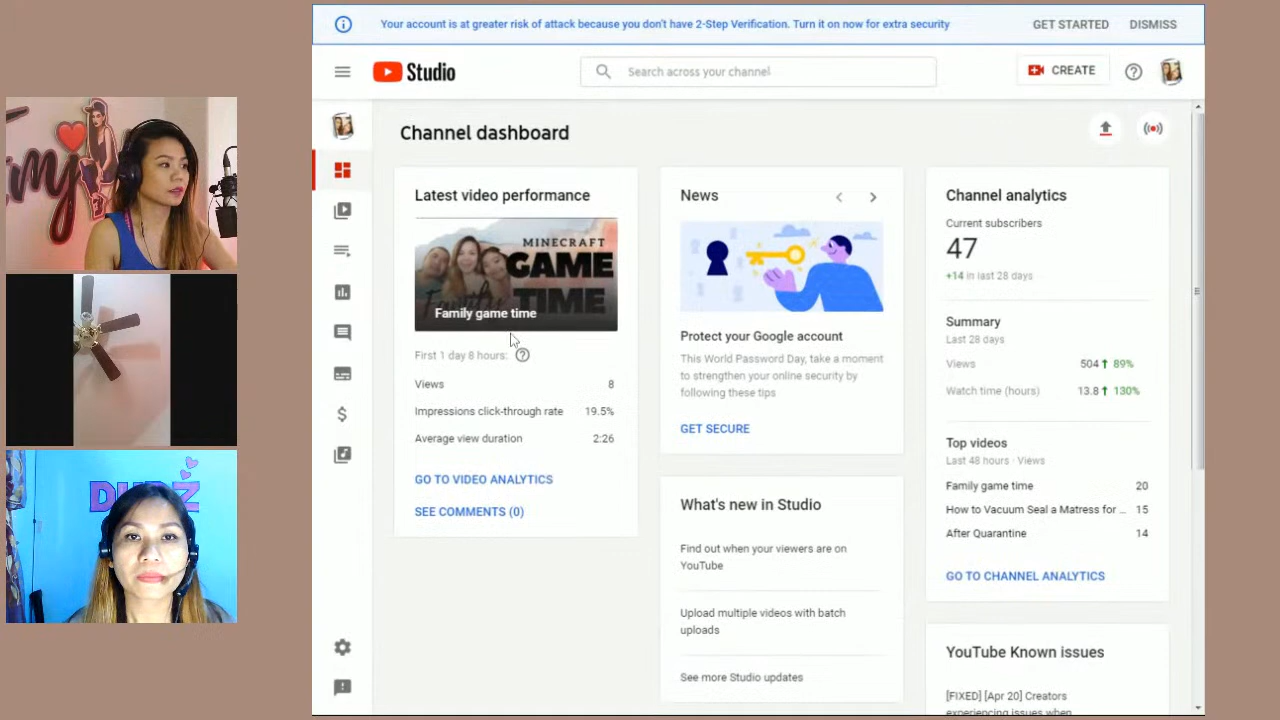 Your account is at greater risk of attack because you don't have 2-Step Verification. Turn it on now for extra security
GET STARTED
DISMISS
Studio
Search across your channel
CREATE
Channel dashboard
Latest video performance
MINECRAFT
GAME
TIME
Family game time
First 1 day 8 hours:
Views 8
Impressions click-through rate 19.5%
Average view duration 2:26
GO TO VIDEO ANALYTICS
SEE COMMENTS (0)
News
Protect your Google account
This World Password Day, take a moment
to strengthen your online security by
following these tips
GET SECURE
What's new in Studio
Find out when your viewers are on
YouTube
Upload multiple videos with batch
uploads
See more Studio updates
Channel analytics
Current subscribers
47
+14 in last 28 days
Summary
Last 28 days
Views 504 89%
Watch time (hours) 13.8 130%
Top videos
Last 48 hours · Views
Family game time 20
How to Vacuum Seal a Matress for ... 15
After Quarantine 14
GO TO CHANNEL ANALYTICS
YouTube Known issues
[FIXED] [Apr 20] Creators
experiencing issues when
DUDZ